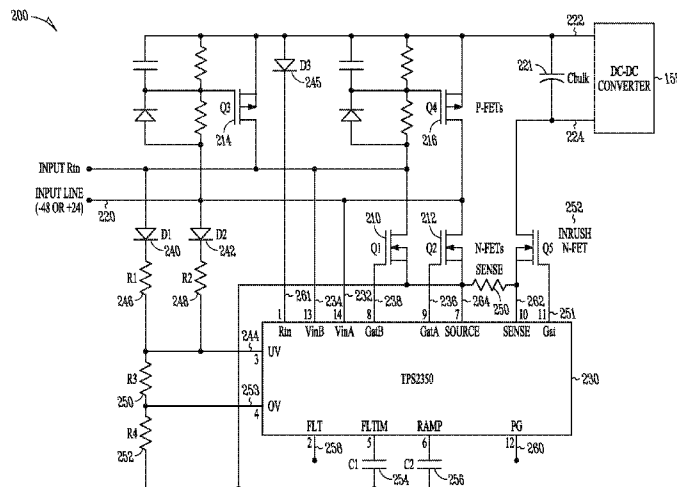 200
222
221
Cbulk
DC-DC
CONVERTER
224
D3
245
Q3
214
Q4
216
P-FETs
INPUT Rtn
INPUT LINE
(-48 OR +24)
220
D1
240
D2
242
R1
246
R2
248
210
Q1
212
Q2
N-FETs
SENSE
250
Q5
252
INRUSH
N-FET
261
234
232
238
236
264
262
251
1
13
14
8
9
7
10
11
Rtn
VinB
VinA
GatB
GatA
SOURCE
SENSE
Gat
244
3
UV
R3
250
253
4
OV
TPS2350
230
R4
252
FLT
FLTIM
RAMP
PG
2
258
5
6
12
260
C1
254
C2
256